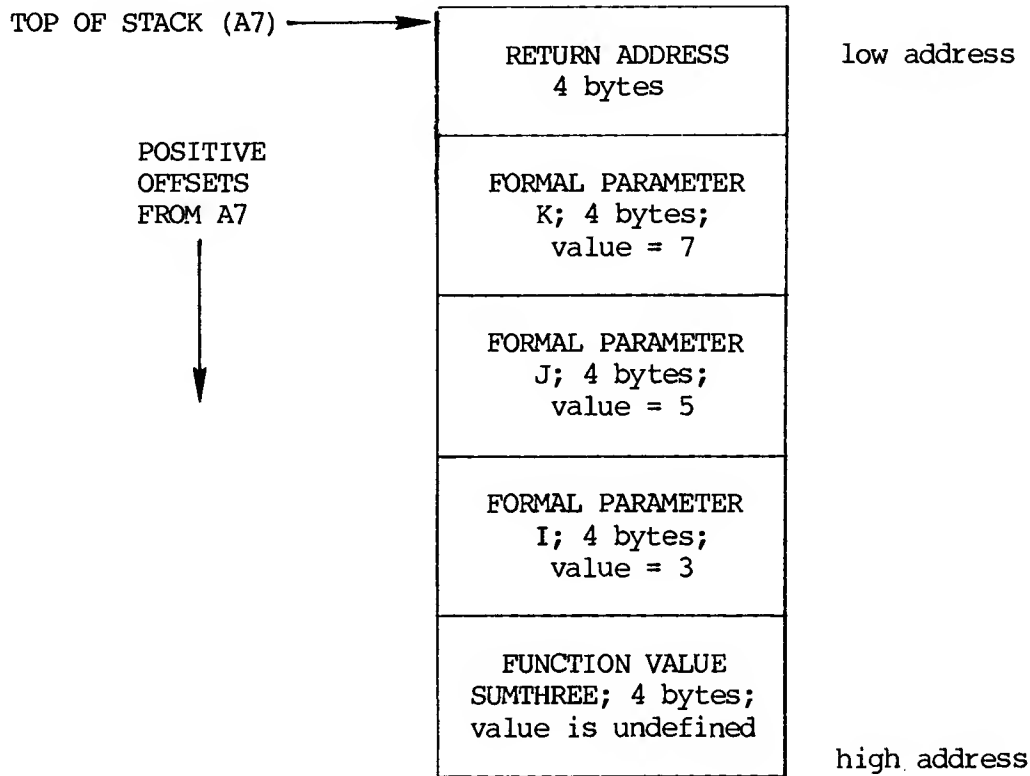 TOP OF STACK (A7)
RETURN ADDRESS
4 bytes
low address
POSITIVE
OFFSETS
FROM A7
FORMAL PARAMETER
K; 4 bytes;
value = 7
FORMAL PARAMETER
J; 4 bytes;
value = 5
FORMAL PARAMETER
I; 4 bytes;
value = 3
FUNCTION VALUE
SUMTHREE; 4 bytes;
value is undefined
high address